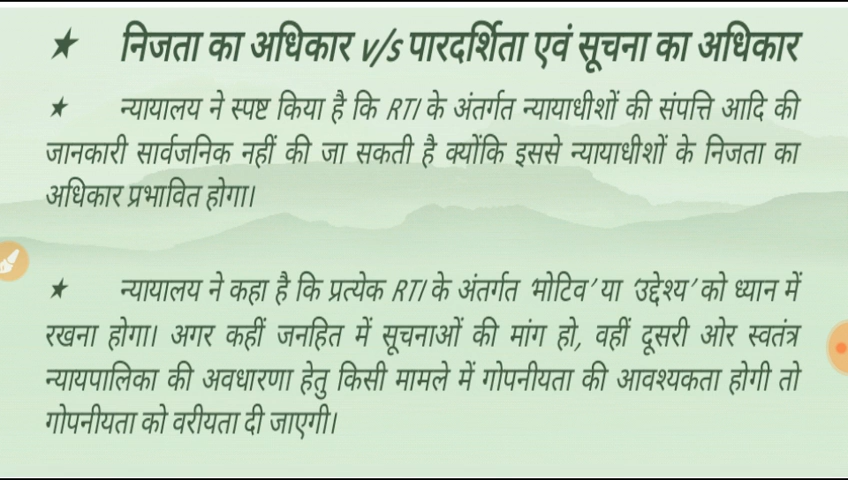 ★ निजता का अधिकार v/s पारदर्शिता एवं सूचना का अधिकार
★ न्यायालय ने स्पष्ट किया है कि RTI के अंतर्गत न्यायाधीशों की संपत्ति आदि की
जानकारी सार्वजनिक नहीं की जा सकती है क्योंकि इससे न्यायाधीशों के निजता का
अधिकार प्रभावित होगा।
★ न्यायालय ने कहा है कि प्रत्येक RTI के अंतर्गत 'मोटिव' या 'उद्देश्य' को ध्यान में
रखना होगा। अगर कहीं जनहित में सूचनाओं की मांग हो, वहीं दूसरी ओर स्वतंत्र
न्यायपालिका की अवधारणा हेतु किसी मामले में गोपनीयता की आवश्यकता होगी तो
गोपनीयता को वरीयता दी जाएगी।